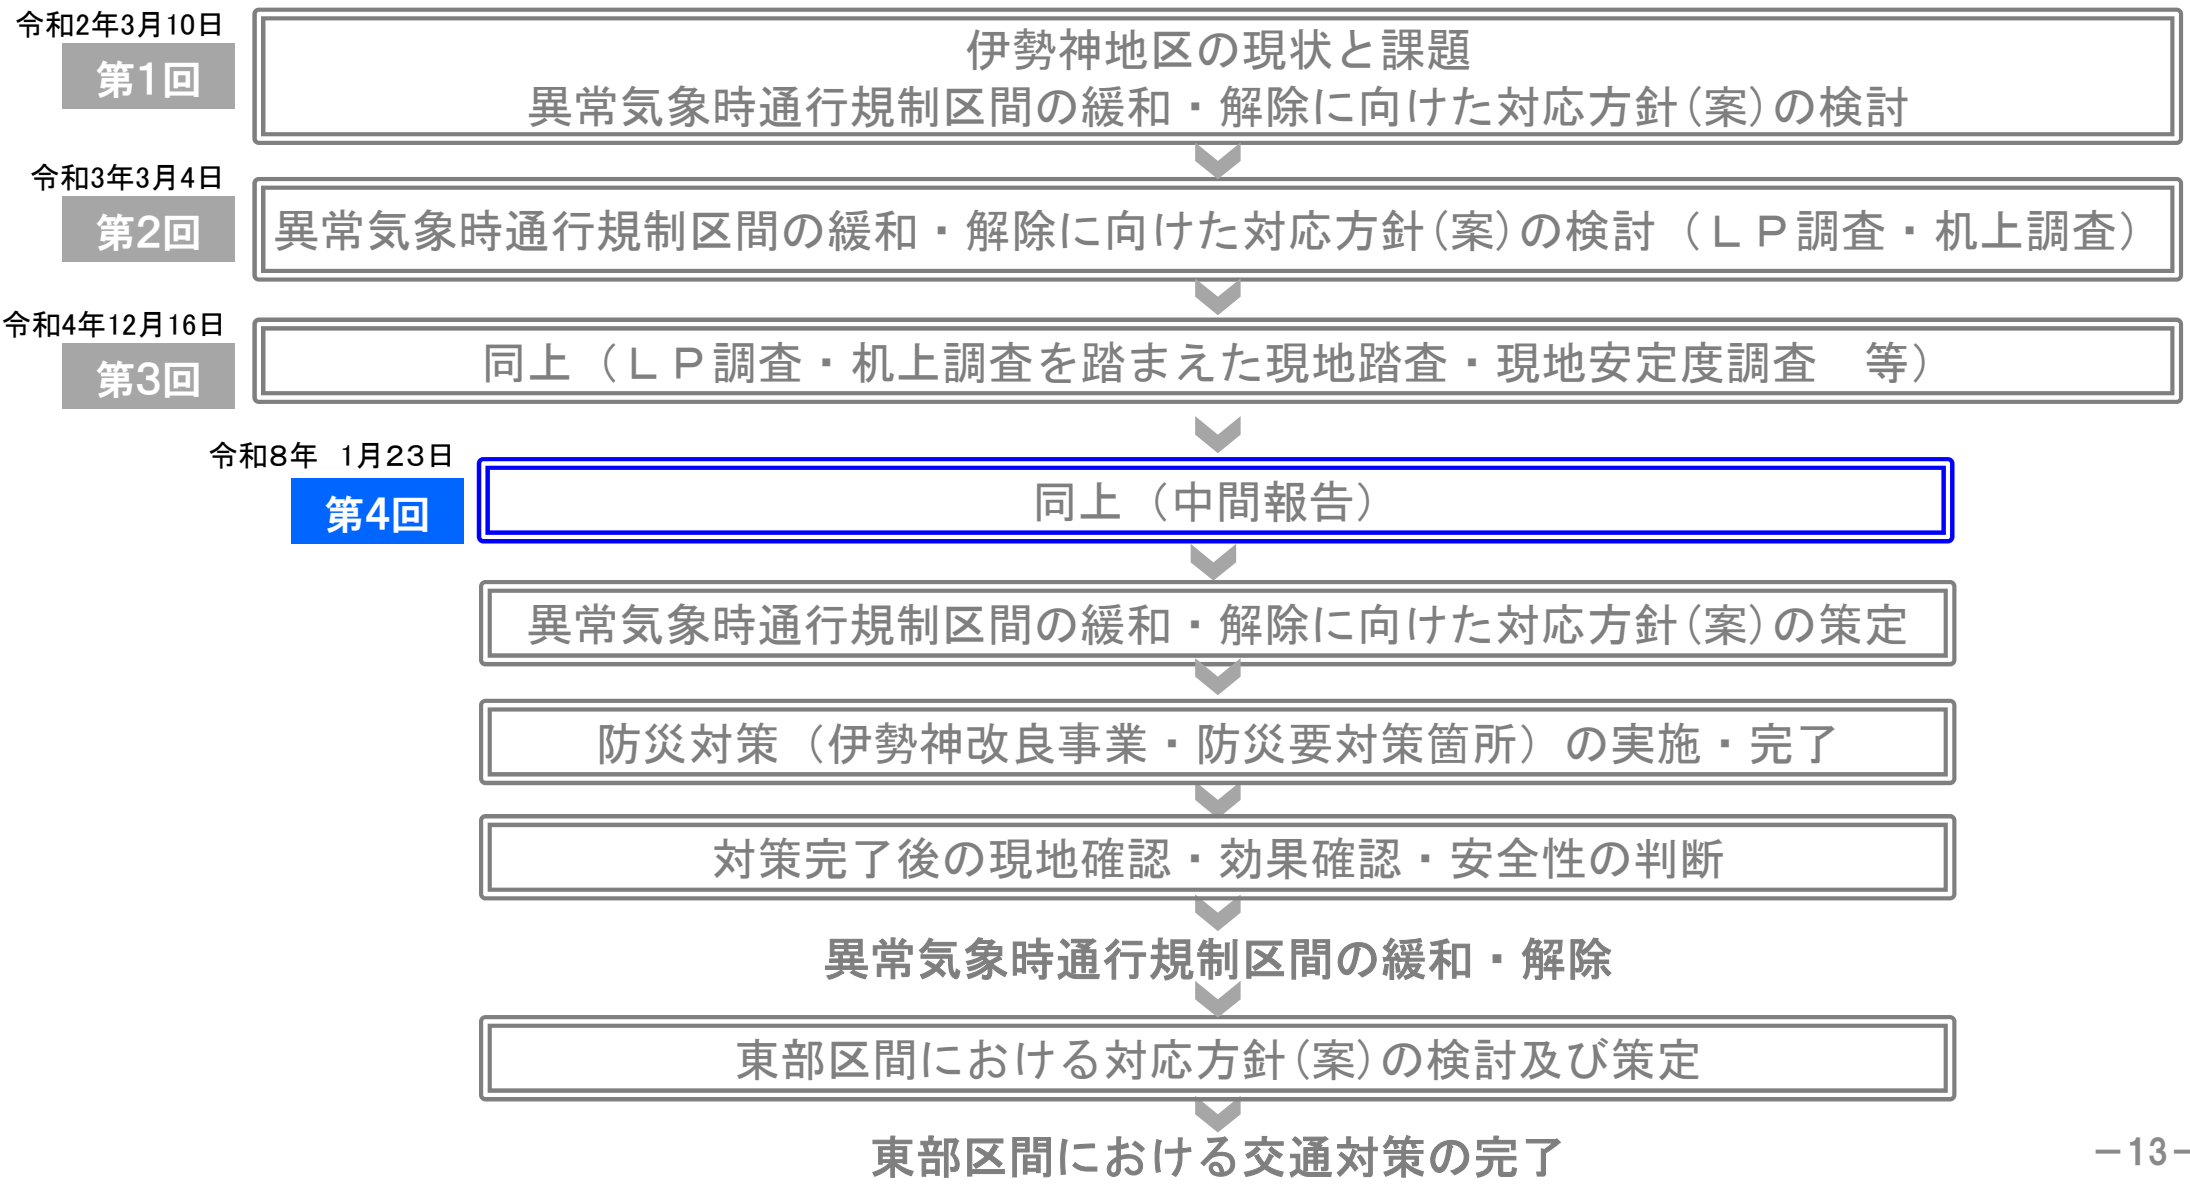 令和2年3月10日
第1回
伊勢神地区の現状と課題
異常気象時通行規制区間の緩和・解除に向けた対応方針(案)の検討
令和3年3月4日
第2回
異常気象時通行規制区間の緩和・解除に向けた対応方針(案)の検討（ＬＰ調査・机上調査）
令和4年12月16日
第3回
同上（ＬＰ調査・机上調査を踏まえた現地踏査・現地安定度調査　等）
令和8年　1月23日
第4回
同上（中間報告）
異常気象時通行規制区間の緩和・解除に向けた対応方針(案)の策定
防災対策（伊勢神改良事業・防災要対策箇所）の実施・完了
対策完了後の現地確認・効果確認・安全性の判断
異常気象時通行規制区間の緩和・解除
東部区間における対応方針(案)の検討及び策定
東部区間における交通対策の完了
－13－